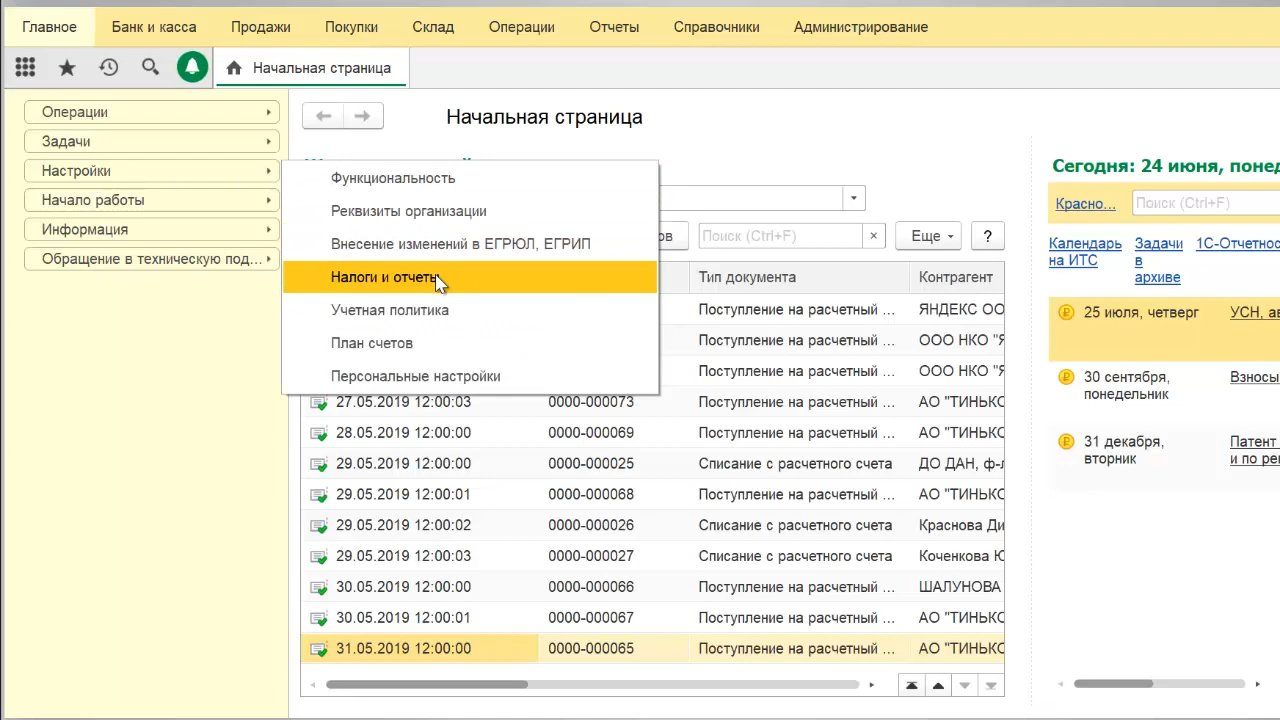 Главное Банк и касса Продажи Покупки Склад Операции Отчеты Справочники Администрирование
Начальная страница
Операции
Задачи
Настройки
Начало работы
Информация
Обращение в техническую под...
Начальная страница
Функциональность
Реквизиты организации
Внесение изменений в ЕГРЮЛ, ЕГРИП
Налоги и отчеты
Учетная политика
План счетов
Персональные настройки
ов Поиск (Ctrl+F) × Еще ?
Тип документа Контрагент
Поступление на расчетный ... ЯНДЕКС ОО
Поступление на расчетный ... ООО НКО "Я
Поступление на расчетный ... ООО НКО "Я
27.05.2019 12:00:03 0000-000073 Поступление на расчетный ... АО "ТИНЬКО
28.05.2019 12:00:00 0000-000069 Поступление на расчетный ... АО "ТИНЬКО
29.05.2019 12:00:00 0000-000025 Списание с расчетного счета ДО ДАН, ф-л
29.05.2019 12:00:01 0000-000068 Поступление на расчетный ... АО "ТИНЬКО
29.05.2019 12:00:02 0000-000026 Списание с расчетного счета Краснова Ди
29.05.2019 12:00:03 0000-000027 Списание с расчетного счета Коченкова Ю
30.05.2019 12:00:00 0000-000066 Поступление на расчетный ... ШАЛУНОВА
30.05.2019 12:00:01 0000-000067 Поступление на расчетный ... АО "ТИНЬКО
31.05.2019 12:00:00 0000-000065 Поступление на расчетный ... АО "ТИНЬКО
Сегодня: 24 июня, понед
Красно... Поиск (Ctrl+F)
Календарь Задачи 1С-Отчетнос
на ИТС в
архиве
25 июля, четверг УСН, ав
30 сентября, Взносы
понедельник
31 декабря, Патент
вторник и по ре